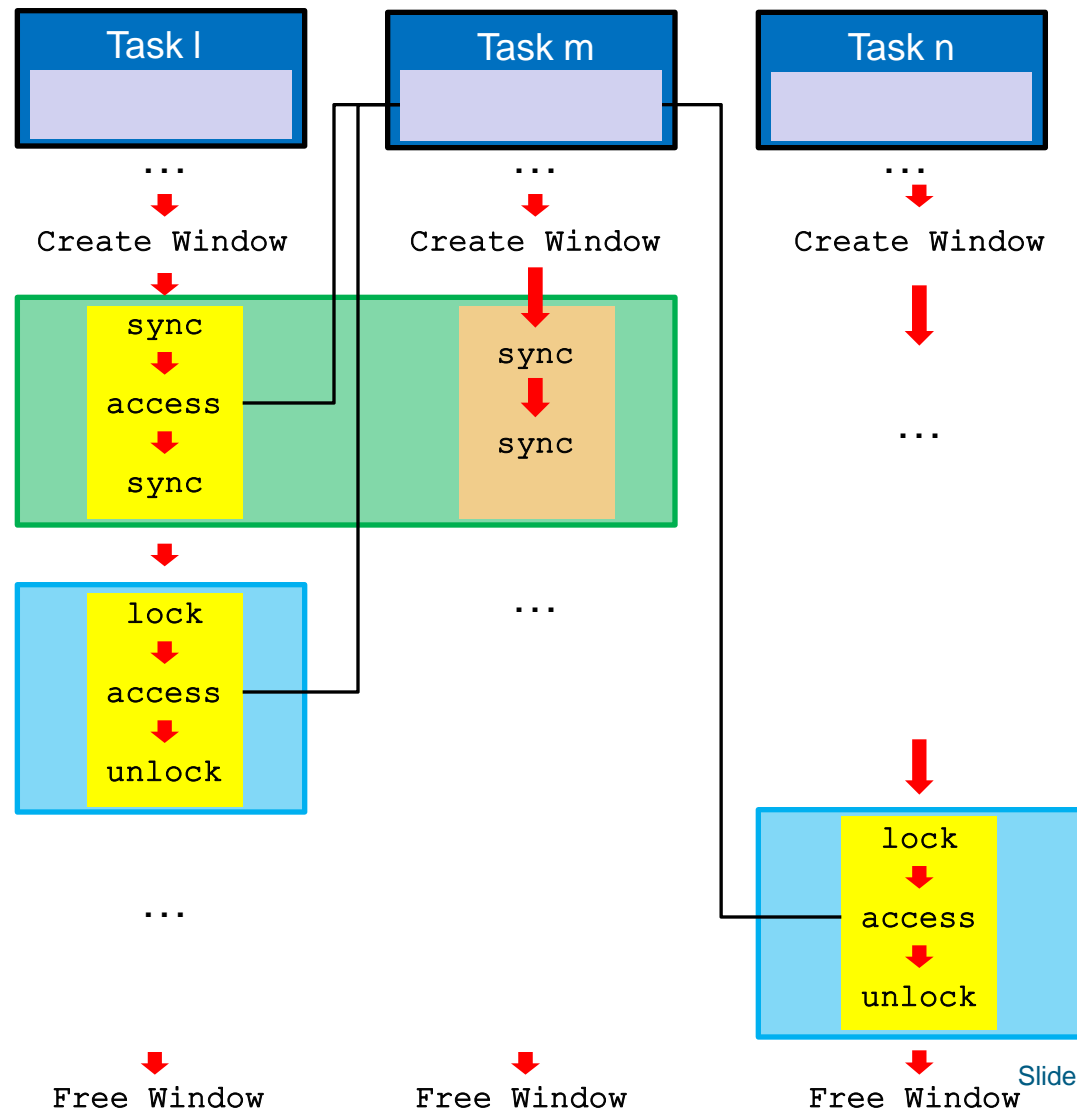 Task l
Task m
Task n
...
...
...
Create Window
Create Window
Create Window
sync
access
sync
sync
sync
...
lock
access
unlock
...
...
lock
access
unlock
Free Window
Free Window
Free Window
Slide